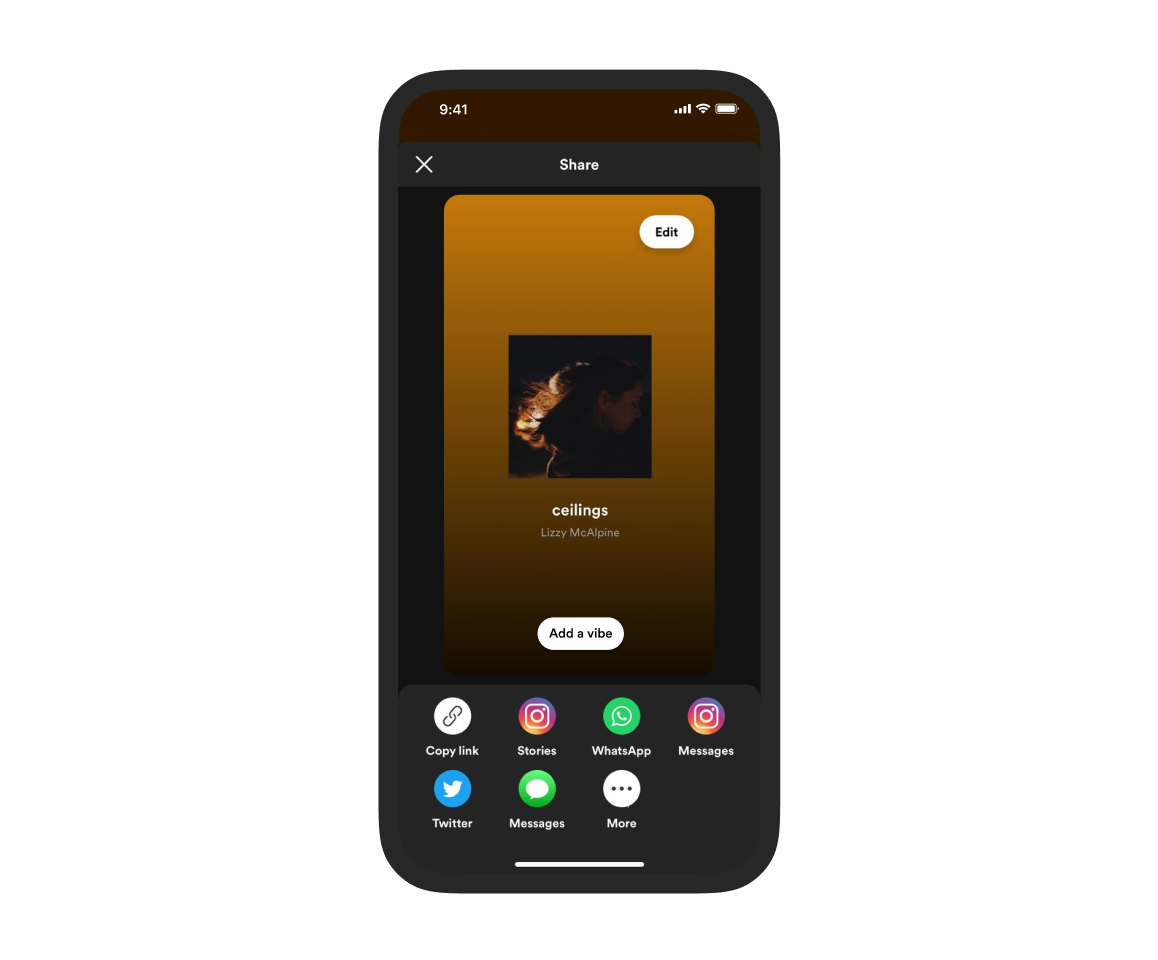 9:41
Share
Edit
ceilings
Lizzy McAlpine
Add a vibe
Copy link
Stories
WhatsApp
Messages
Twitter
Messages
More